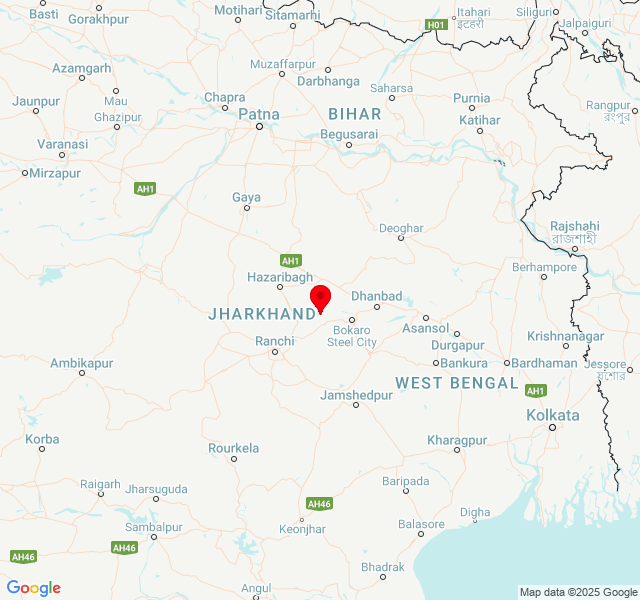 Basti
Gorakhpur
Motihari
Sitamarhi
Itahari
इटहरी
H01
Siliguri
Jalpaiguri
Azamgarh
Muzaffarpur
Darbhanga
Saharsa
Purnia
Rangpur
রংপুর
Jaunpur
Mau
Ghazipur
Chapra
Patna
BIHAR
Begusarai
Katihar
Varanasi
Mirzapur
AH1
Gaya
Deoghar
Rajshahi
রাজশাহী
AH1
Hazaribagh
Berhampore
JHARKHAND
Dhanbad
Bokaro
Steel City
Asansol
Durgapur
Krishnanagar
Ranchi
Bankura
Bardhaman
Jessore
যশোর
Ambikapur
WEST BENGAL
AH1
Jamshedpur
Kolkata
Korba
Rourkela
Kharagpur
Raigarh
Jharsuguda
Baripada
AH46
Digha
Sambalpur
Keonjhar
Balasore
AH46
AH46
Bhadrak
Angul
Google
Map data ©2025 Google